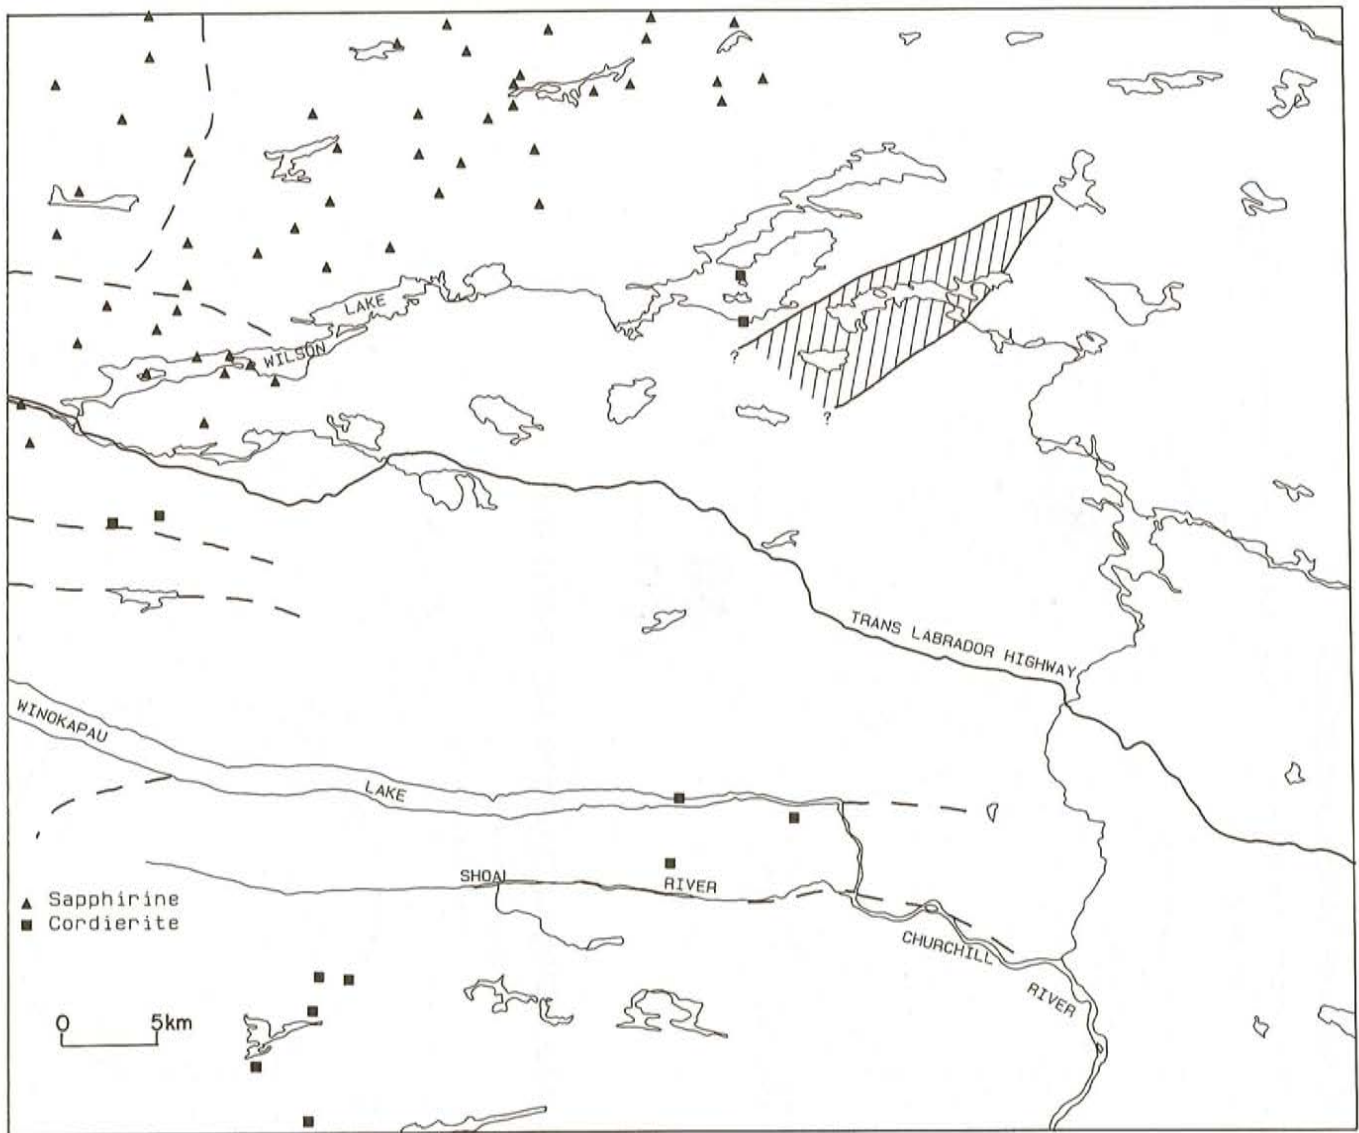 LAKE
WILSON
?
?
TRANS LABRADOR HIGHWAY
WINOKAPAU
LAKE
SHOAL
RIVER
▲ Sapphirine
■ Cordierite
CHURCHILL
RIVER
0 5km